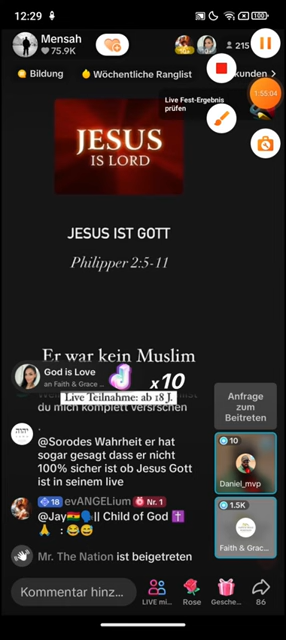 12:29
100
Mensah
75.9K
215
Bildung
Wöchentliche Rangliste
kunden >
Live Fest-Ergebnis
prüfen
1:55:04
JESUS
IS LORD
JESUS IST GOTT
Philipper 2:5-11
Er war kein Muslim
God is Love
an Faith & Grace ...
x10
Live Teilnahme: ab 18 J.
du mich komplett
.
@Sorodes Wahrheit er hat
sogar gesagt dass er nicht
100% sicher ist ob Jesus Gott
ist in seinem live
18 evANGELium Nr. 1
@Jay🇬🇭🗣️|| Child of God ✝️
🙏 : 😂😅
Mr. The Nation ist beigetreten
Anfrage
zum
Beitreten
10
Daniel_mvp
1.5K
Faith & Grac...
Kommentar hinz...
LIVE mi...
Rose
Gesche...
86